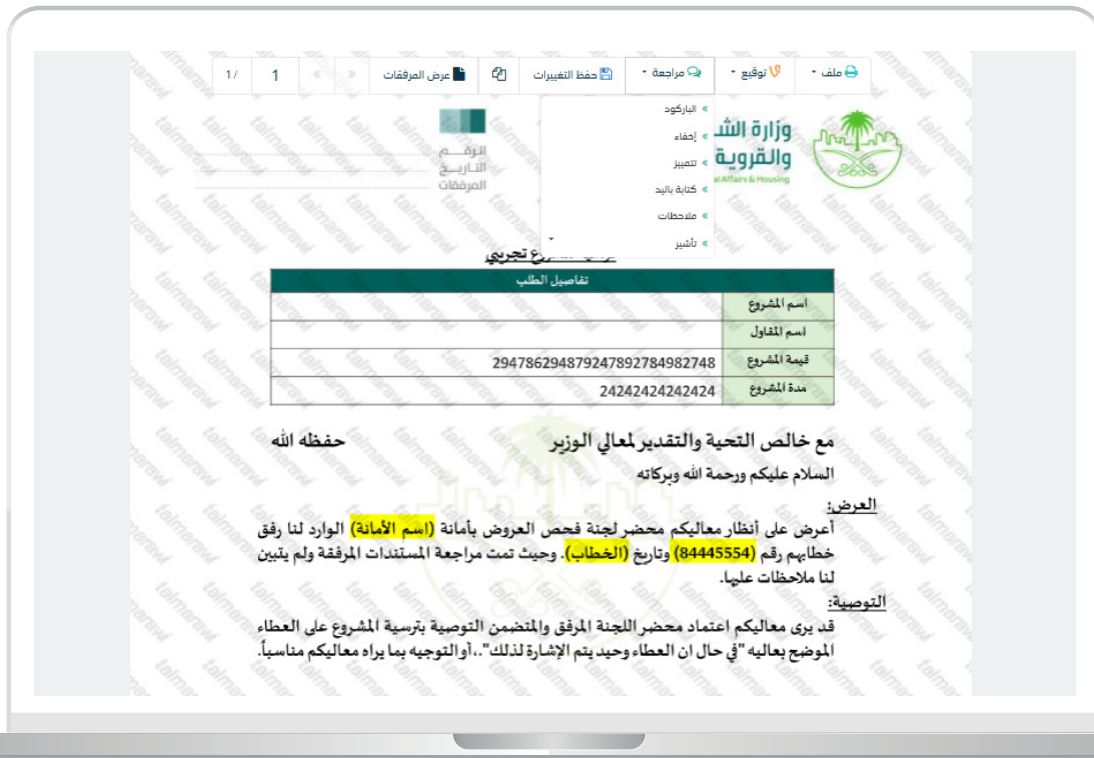 ملف توقيع مراجعة حفظ التغييرات عرض المرفقات » « 1 1/
الباركود
إخفاء
تمييز
كتابة باليد
ملاحظات
تأشير
وزارة الش
والقروية
al Affairs & Housing
الرقم
التاريخ
المرفقات
تجريبي
تفاصيل الطلب
اسم المشروع
اسم المقاول
قيمة المشروع 294786294879247892784982748
مدة المشروع 24242424242424
مع خالص التحية والتقدير لمعالي الوزير حفظه الله
السلام عليكم ورحمة الله وبركاته
العرض:
أعرض على أنظار معاليكم محضر لجنة فحص العروض بأمانة (اسم الأمانة) الوارد لنا رفق
خطابهم رقم (84445554) وتاريخ (الخطاب). وحيث تمت مراجعة المستندات المرفقة ولم يتبين
لنا ملاحظات عليها.
التوصية:
قد يرى معاليكم اعتماد محضر اللجنة المرفق والمتضمن التوصية بترسية المشروع على العطاء
الموضح بعاليه "في حال ان العطاء وحيد يتم الإشارة لذلك"..أو التوجيه بما يراه معاليكم مناسباً.
talmarawi